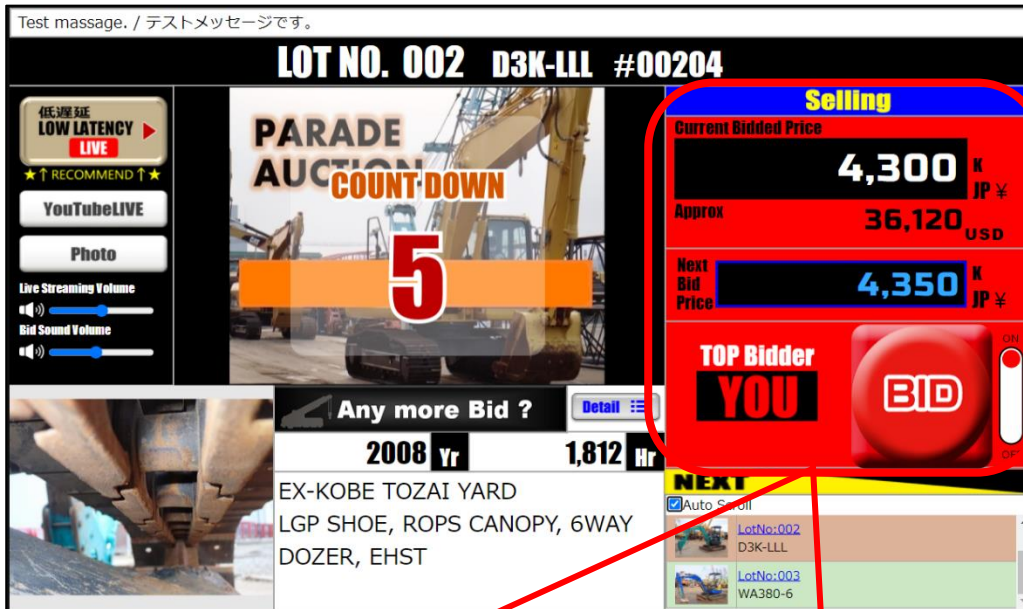 Test massage. / テストメッセージです。
LOT NO. 002 D3K-LLL #00204
低遅延
LOW LATENCY
LIVE
★↑RECOMMEND↑★
YouTubeLIVE
Photo
Live Streaming Volume
Bid Sound Volume
PARADE
AUCTION
COUNT DOWN
5
Selling
Current Bidded Price
4,300 K
JP ¥
Approx 36,120 USD
Next
Bid
Price
4,350 K
JP ¥
TOP Bidder
YOU
BID
ON
OFF
Any more Bid ?
Detail
2008 Yr 1,812 Hr
EX-KOBE TOZAI YARD
LGP SHOE, ROPS CANOPY, 6WAY
DOZER, EHST
NEXT
Auto Scroll
LotNo:002
D3K-LLL
LotNo:003
WA380-6